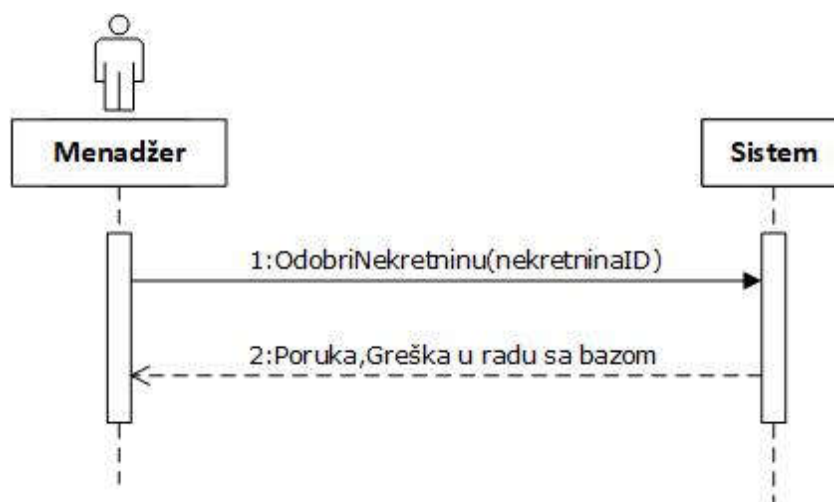 Menadžer
Sistem
1:OdobriNekretninu(nekretninaID)
2:Poruka,Greška u radu sa bazom